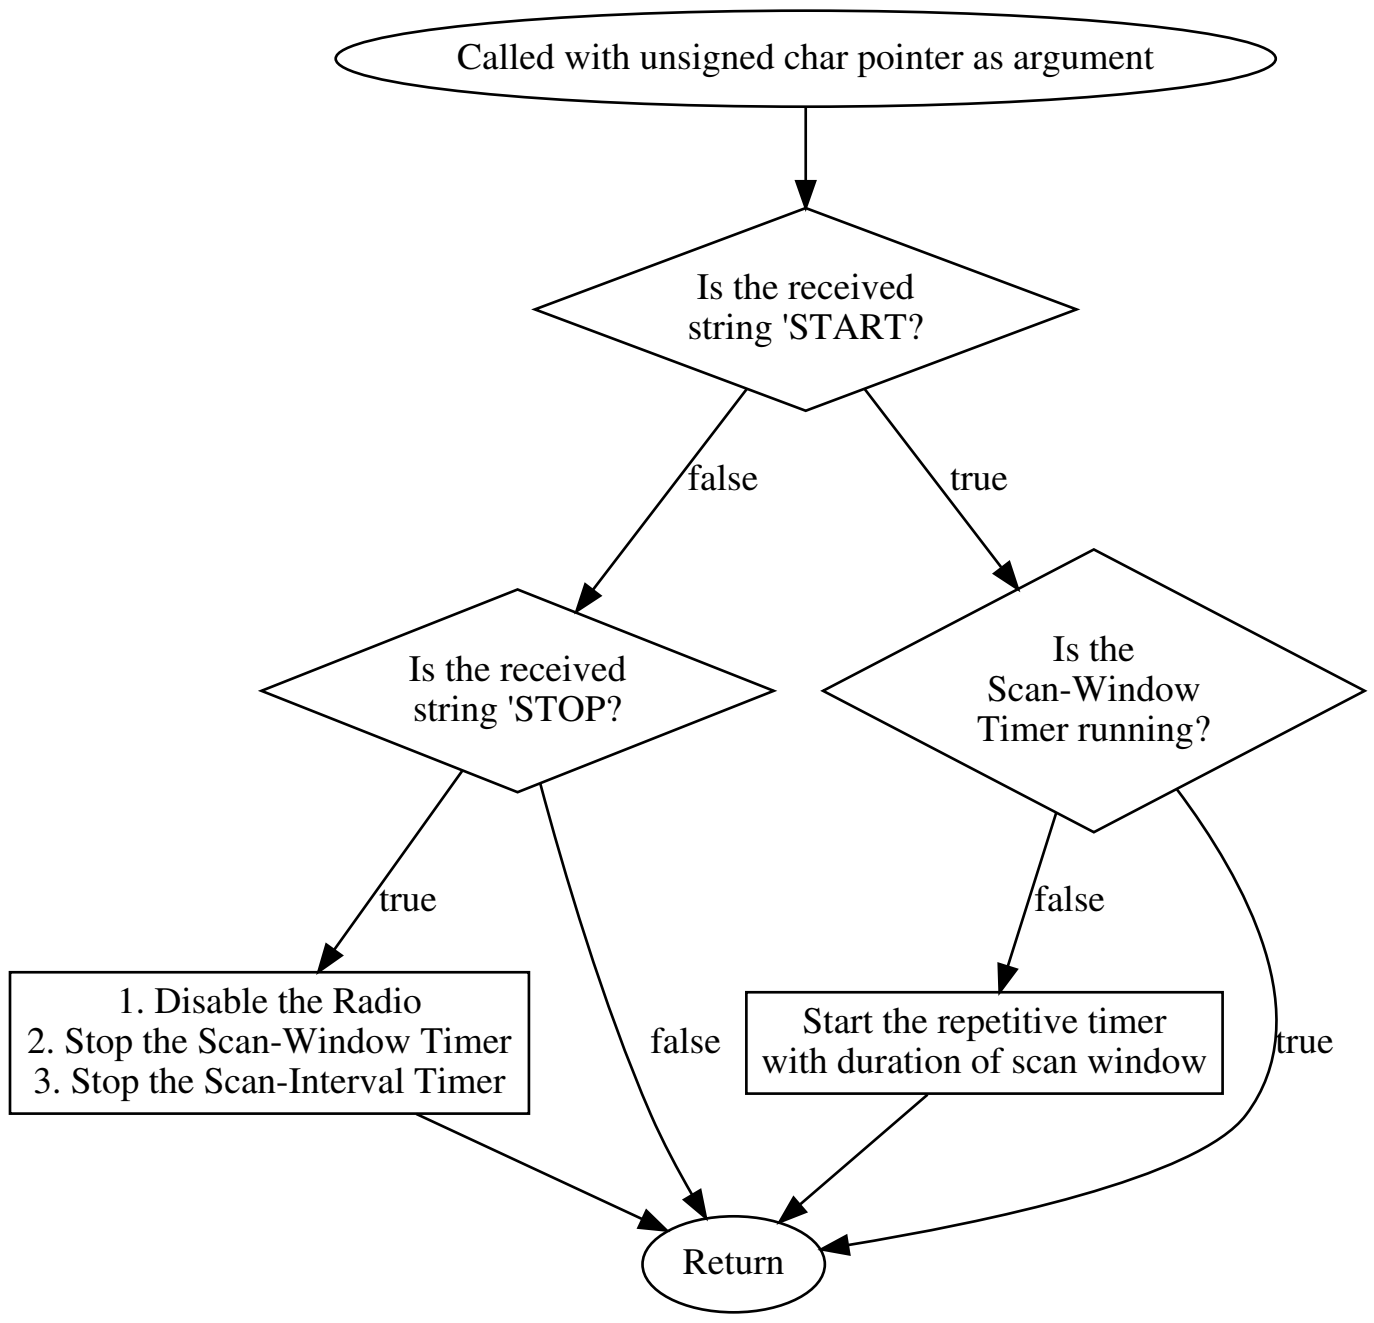 Called with unsigned char pointer as argument
Is the received
string 'START?
false
true
Is the received
string 'STOP?
Is the
Scan-Window
Timer running?
true
false
1. Disable the Radio
2. Stop the Scan-Window Timer
3. Stop the Scan-Interval Timer
false
Start the repetitive timer
with duration of scan window
true
Return